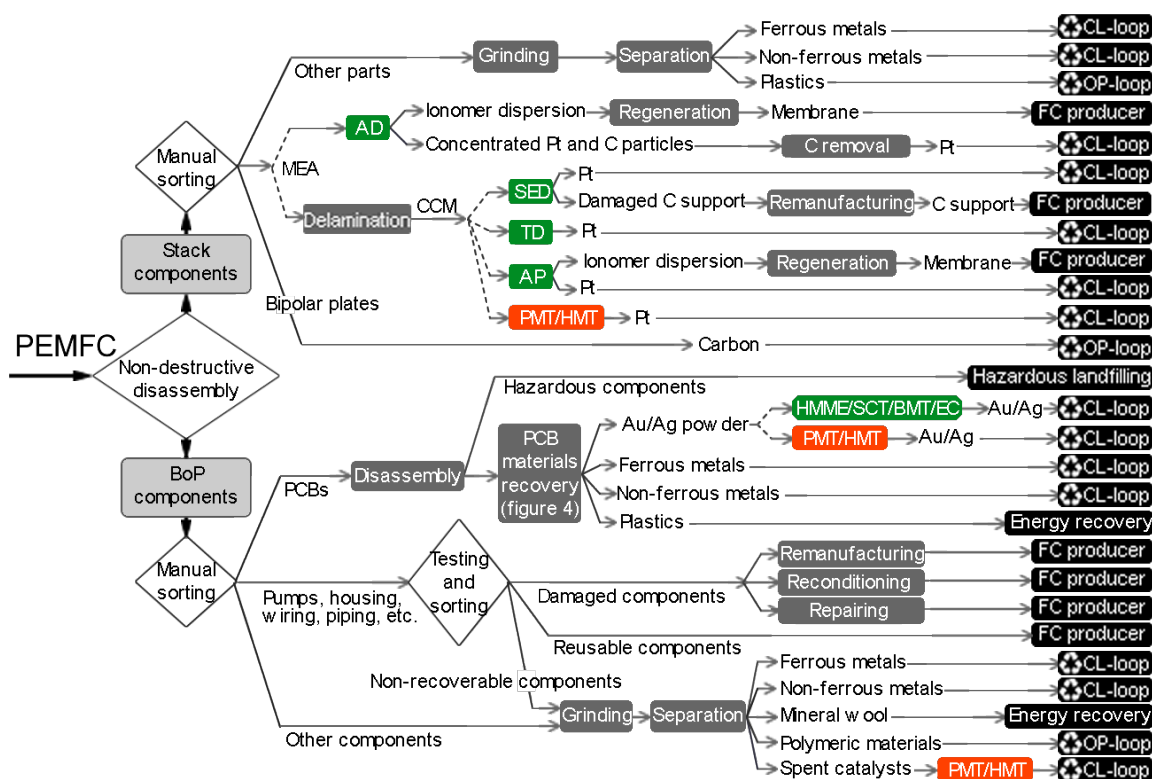 Ferrous metals
CL-loop
Grinding
Separation
Non-ferrous metals
CL-loop
Other parts
Plastics
OP-loop
Ionomer dispersion
Regeneration
Membrane
FC producer
AD
Manual
sorting
MEA
Concentrated Pt and C particles
C removal
Pt
CL-loop
Pt
CL-loop
SED
CCM
Delamination
Damaged C support
Remanufacturing
C support
FC producer
TD
Pt
CL-loop
Stack
components
Ionomer dispersion
Regeneration
Membrane
FC producer
AP
Pt
CL-loop
Bipolar plates
PMT/HMT
Pt
CL-loop
PEMFC
Carbon
OP-loop
Non-destructive
disassembly
Hazardous components
Hazardous landfilling
HMME/SCT/BMT/EC
Au/Ag
CL-loop
Au/Ag powder
PMT/HMT
Au/Ag
CL-loop
BoP
components
PCBs
Disassembly
PCB
materials
recovery
(figure 4)
Ferrous metals
CL-loop
Non-ferrous metals
CL-loop
Plastics
Energy recovery
Manual
sorting
Testing
and
sorting
Remanufacturing
FC producer
Pumps, housing,
wiring, piping, etc.
Damaged components
Reconditioning
FC producer
Repairing
FC producer
Reusable components
FC producer
Non-recoverable components
Ferrous metals
CL-loop
Non-ferrous metals
CL-loop
Other components
Grinding
Separation
Mineral wool
Energy recovery
Polymeric materials
OP-loop
Spent catalysts
PMT/HMT
CL-loop